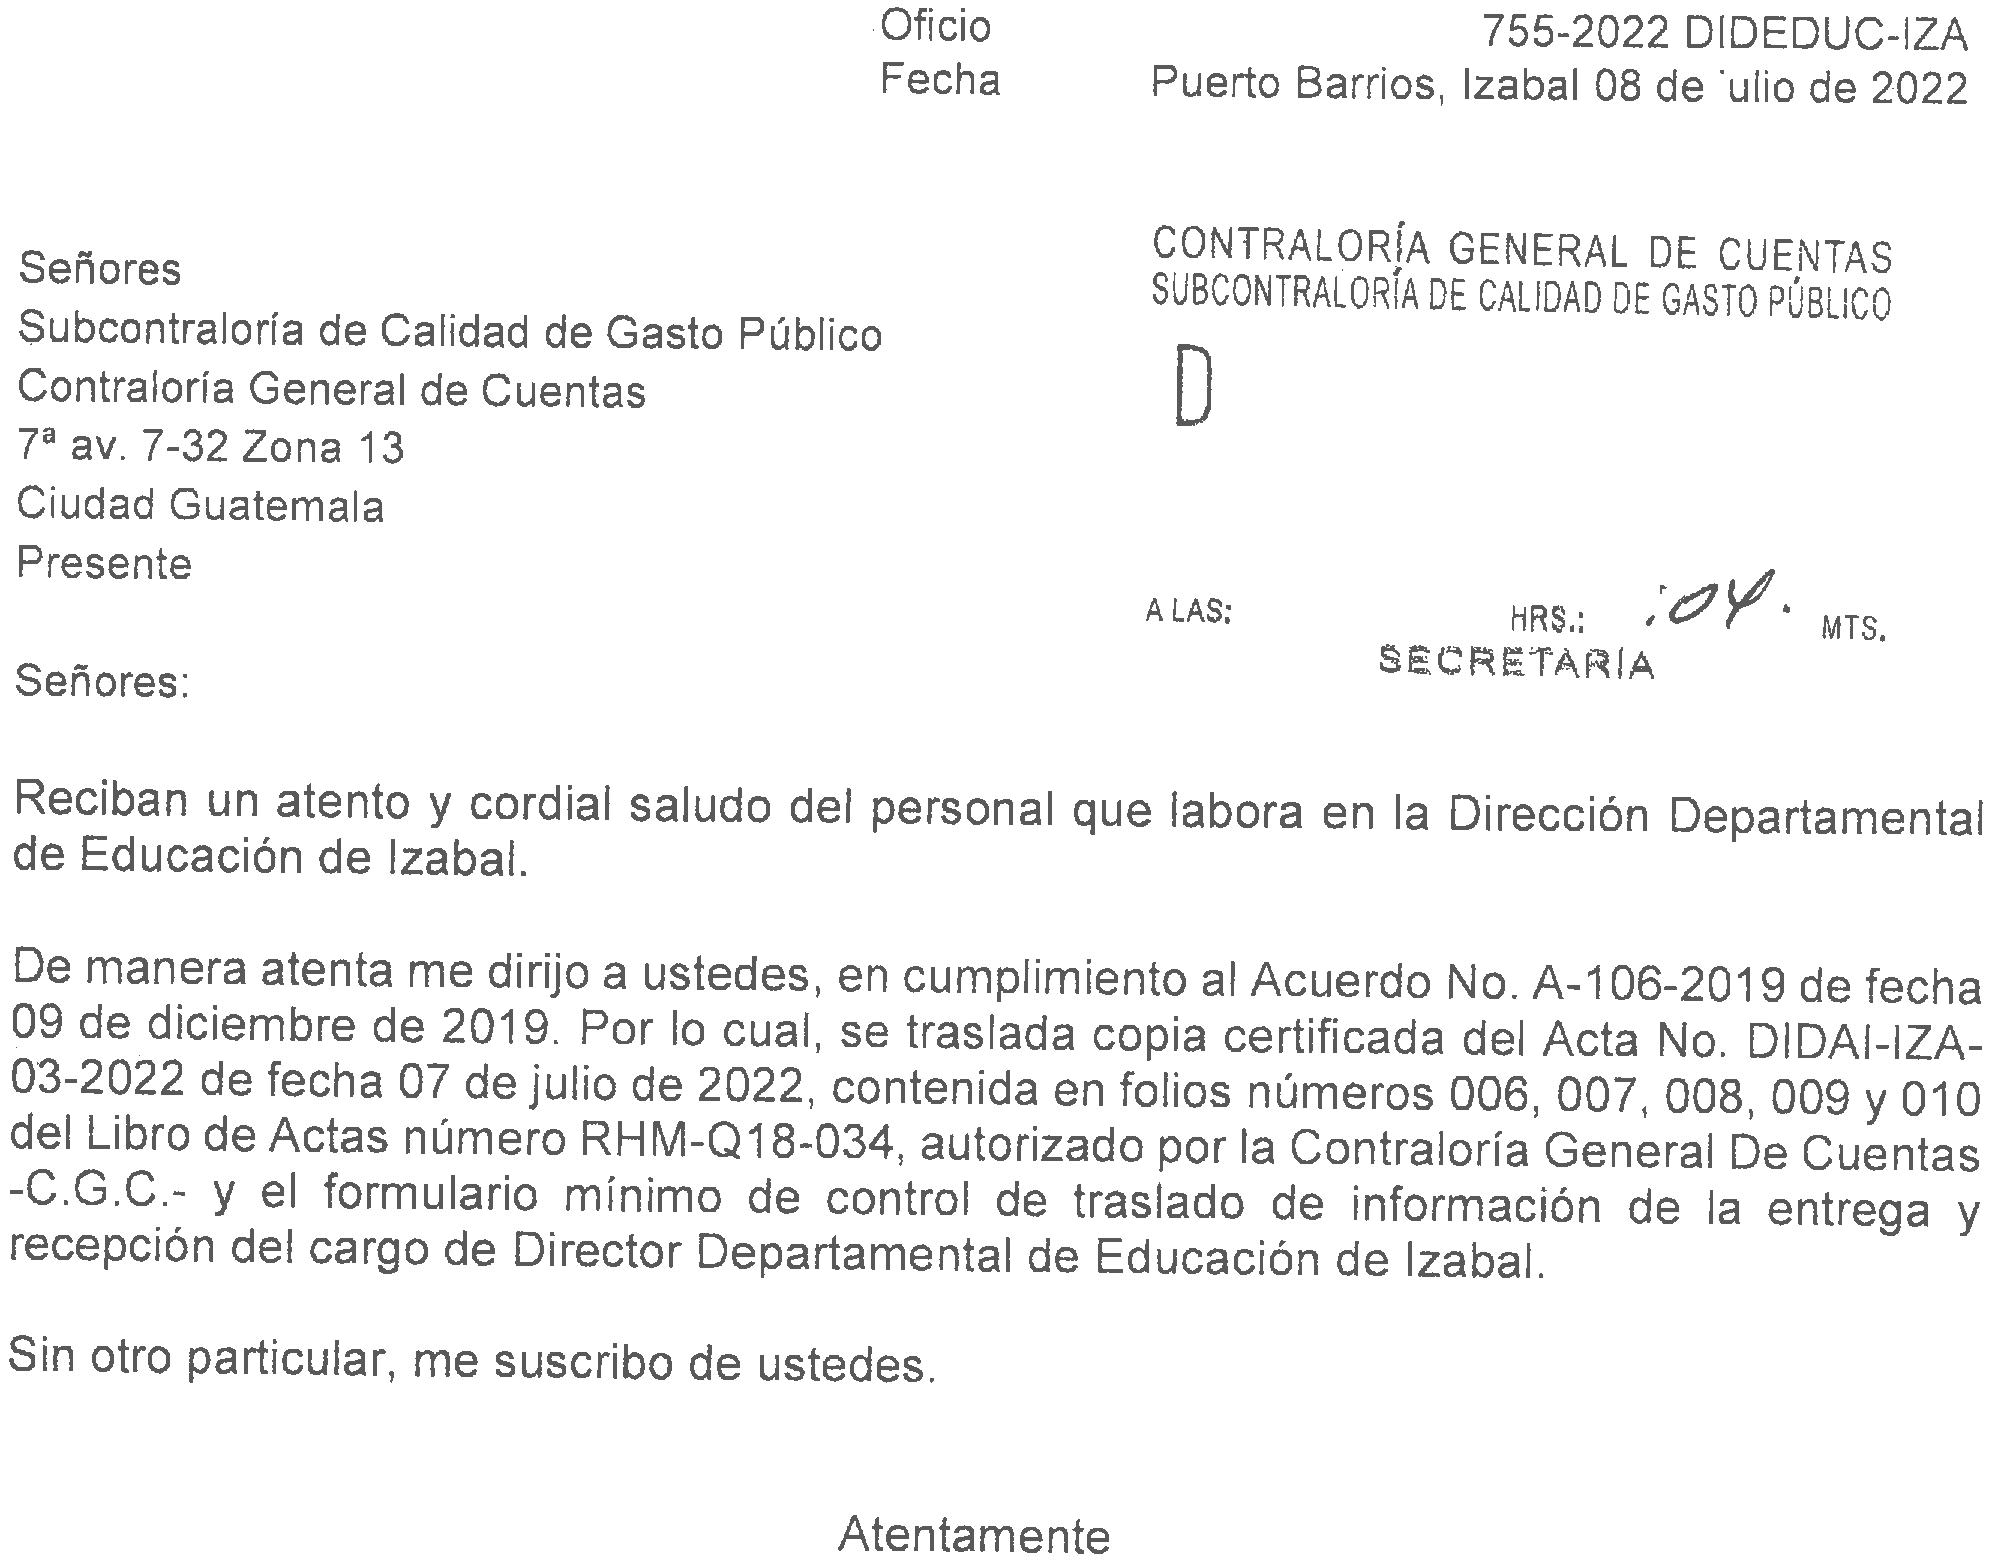 Oficio 755-2022 DIDEDUC-IZA
Fecha Puerto Barrios, Izabal 08 de ulio de 2022
Señores
Subcontraloría de Calidad de Gasto Público
Contraloría General de Cuentas
7ª av. 7-32 Zona 13
Ciudad Guatemala
Presente
CONTRALORÍA GENERAL DE CUENTAS
SUBCONTRALORÍA DE CALIDAD DE GASTO PÚBLICO
D
A LAS: HRS.: :04. MTS.
SECRETARÍA
Señores:
Reciban un atento y cordial saludo del personal que labora en la Dirección Departamental
de Educación de Izabal.
De manera atenta me dirijo a ustedes, en cumplimiento al Acuerdo No. A-106-2019 de fecha
09 de diciembre de 2019. Por lo cual, se traslada copia certificada del Acta No. DIDAI-IZA-
03-2022 de fecha 07 de julio de 2022, contenida en folios números 006, 007, 008, 009 y 010
del Libro de Actas número RHM-Q18-034, autorizado por la Contraloría General De Cuentas
-C.G.C.- y el formulario mínimo de control de traslado de información de la entrega y
recepción del cargo de Director Departamental de Educación de Izabal.
Sin otro particular, me suscribo de ustedes.
Atentamente